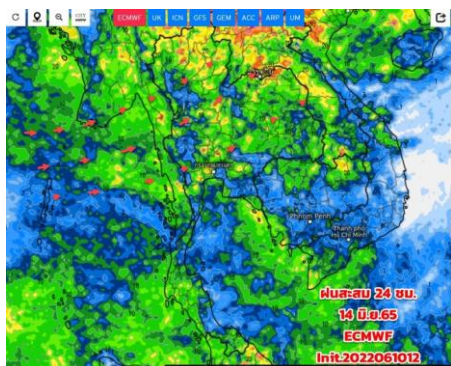 CITY
ECMWF UK ICN GFS GEM ACC ARP UM
Phnom Penh
Thành phố
Hồ Chí Minh
ฝนสะสม 24 ชม.
14 มิ.ย.65
ECMWF
Init.2022061012